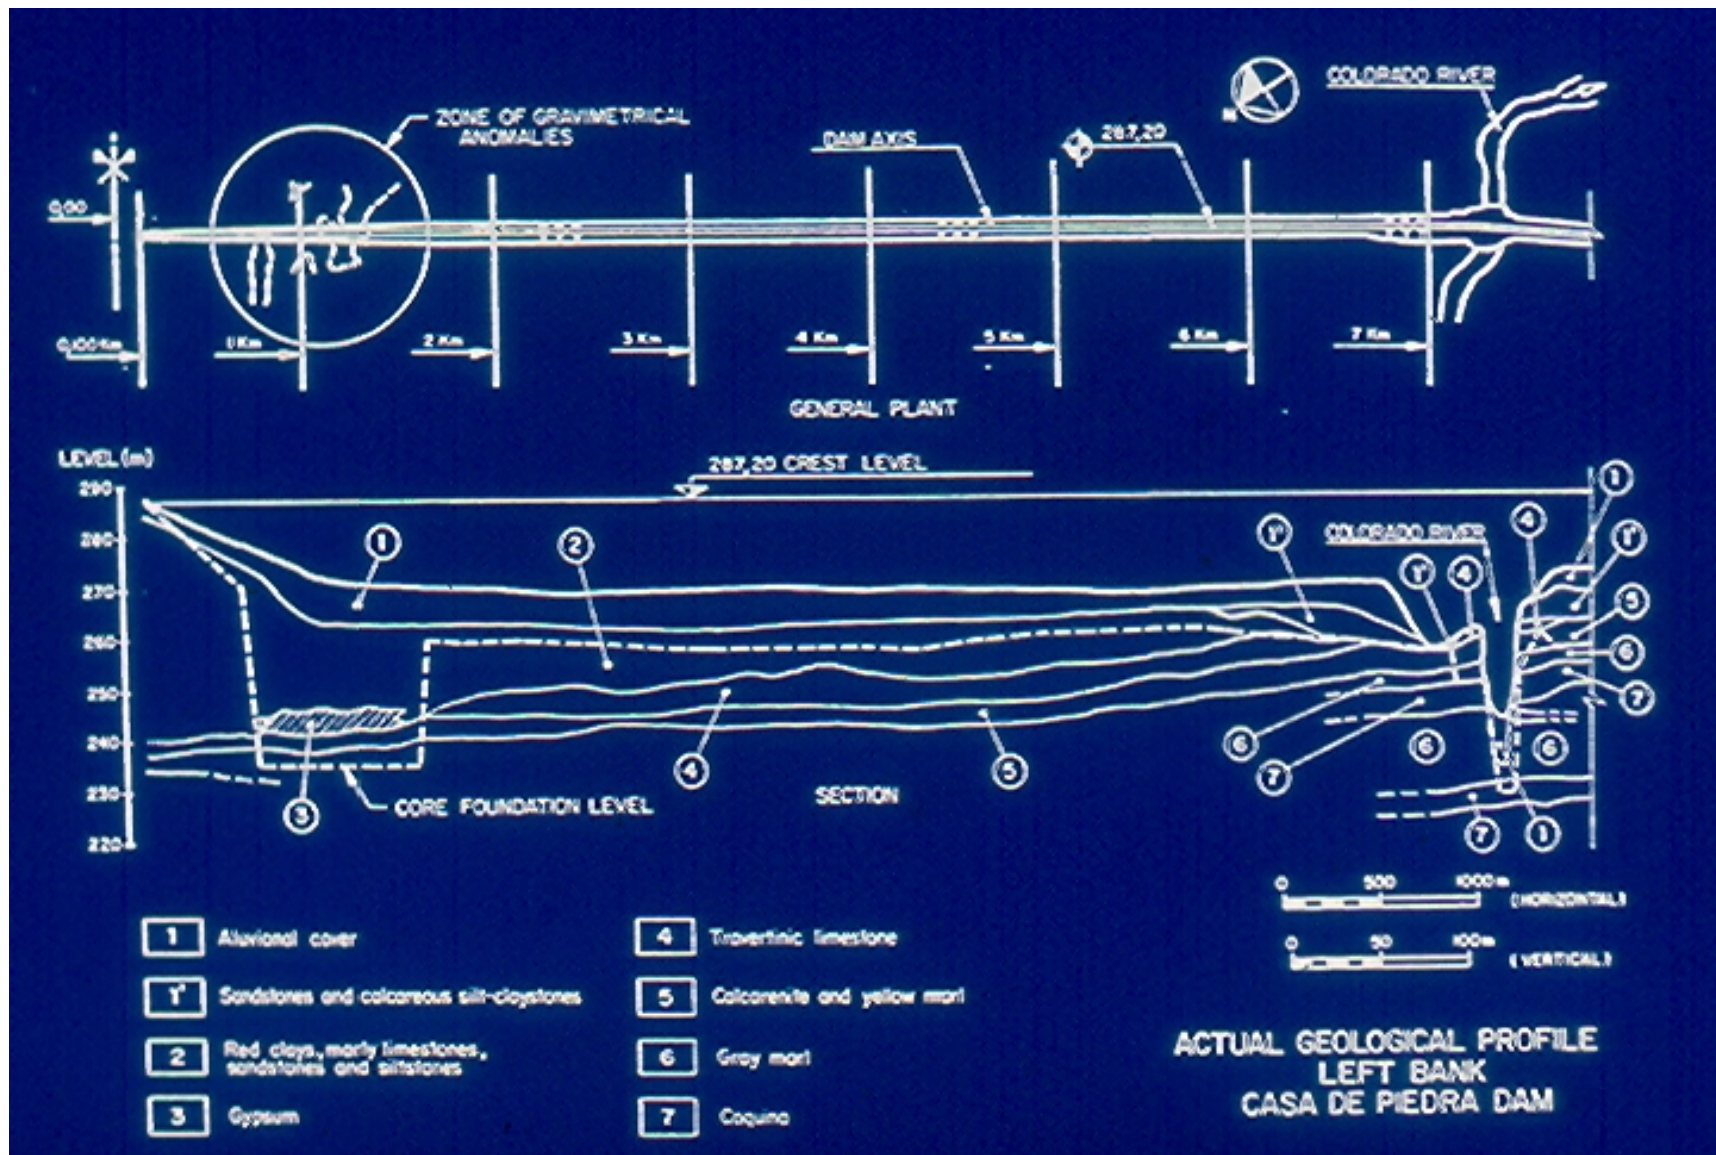 COLORADO RIVER
ZONE OF GRAVIMETRICAL
ANOMALIES
DAM AXIS
287,20
0,00
N
0,100 Km
1 Km
2 Km
3 Km
4 Km
5 Km
6 Km
7 Km
GENERAL PLANT
LEVEL (m)
287,20 CREST LEVEL
290
280
270
260
250
240
230
220
1
2
1'
COLORADO RIVER
1'
4
4
1
1'
5
6
7
6
7
6
6
3
4
5
7
1
CORE FOUNDATION LEVEL
SECTION
0 500 1000m
(HORIZONTAL)
0 50 100m
(VERTICAL)
1 Alluvional cover
1' Sandstones and calcareous silt-claystones
2 Red clays, marly limestones,
sandstones and siltstones
3 Gypsum
4 Travertinic limestone
5 Calcarenite and yellow marl
6 Gray marl
7 Coquina
ACTUAL GEOLOGICAL PROFILE
LEFT BANK
CASA DE PIEDRA DAM